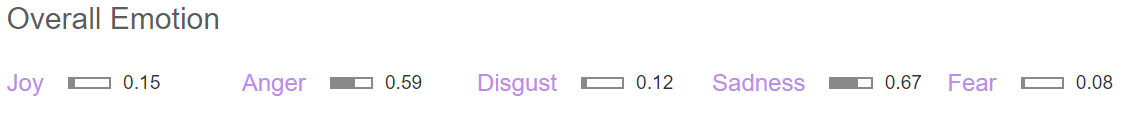 Overall Emotion
Joy 0.15 Anger 0.59 Disgust 0.12 Sadness 0.67 Fear 0.08